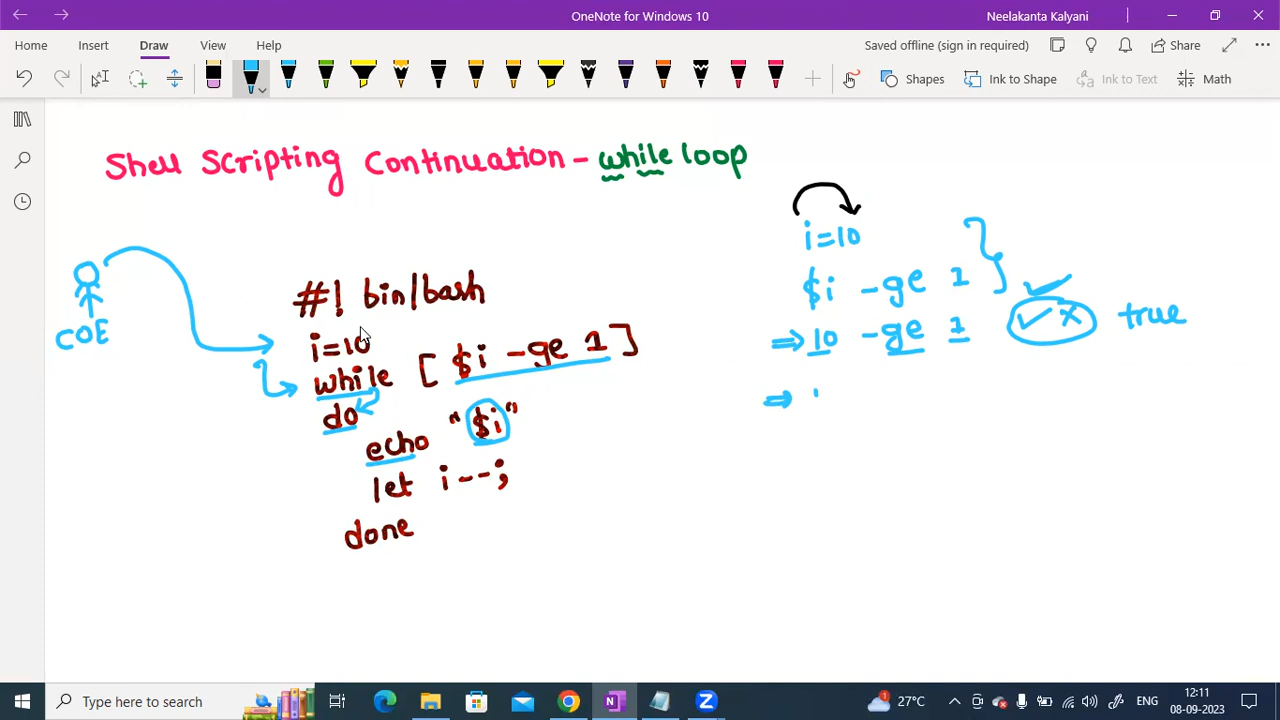 OneNote for Windows 10
Neelakanta Kalyani
Home Insert Draw View Help
Saved offline (sign in required)
Share
Shapes
Ink to Shape
Ink to Text
Math
Shell Scripting Continuation - while loop
COE
#! bin/bash
i=10
while [ $i -ge 1 ]
do
echo "$i"
let i--;
done
i=10
$i -ge 1
⇒ 10 -ge 1 ✓ × true
⇒
Type here to search
27°C
ENG
12:11
08-09-2023